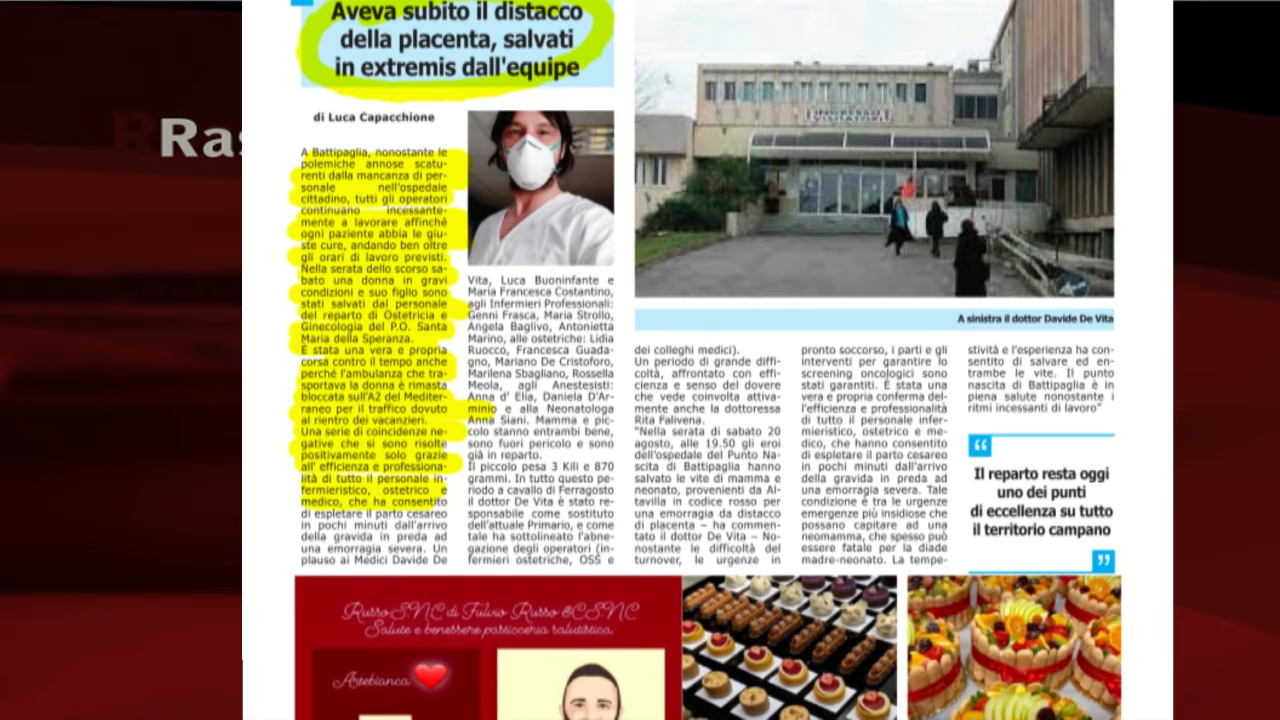 Ras
Aveva subito il distacco
della placenta, salvati
in extremis dall'equipe
di Luca Capacchione
A Battipaglia, nonostante le
polemiche annose scatu-
renti dalla mancanza di per-
sonale nell'ospedale
cittadino, tutti gli operatori
continuano incessante-
mente a lavorare affinché
ogni paziente abbia le giu-
ste cure, andando ben oltre
gli orari di lavoro previsti.
Nella serata dello scorso sa-
bato una donna in gravi
condizioni e suo figlio sono
stati salvati dal personale
del reparto di Ostetricia e
Ginecologia del P.O. Santa
Maria della Speranza.
È stata una vera e propria
corsa contro il tempo anche
perché l'ambulanza che tra-
sportava la donna è rimasta
bloccata sull'A2 del Mediter-
raneo per il traffico dovuto
al rientro dei vacanzieri.
Una serie di coincidenze ne-
gative che si sono risolte
positivamente solo grazie
all' efficienza e professiona-
lità di tutto il personale in-
fermieristico, ostetrico e
medico, che ha consentito
di espletare il parto cesareo
in pochi minuti dall'arrivo
della gravida in preda ad
una emorragia severa. Un
plauso ai Medici Davide De
Vita, Luca Buoninfante e
Maria Francesca Costantino,
agli Infermieri Professionali:
Genni Frasca, Maria Strollo,
Angela Baglivo, Antonietta
Marino, alle ostetriche: Lidia
Ruocco, Francesca Guada-
gno, Mariano De Cristoforo,
Marilena Sbagliano, Rossella
Meola, agli Anestesisti:
Anna d' Elia, Daniela D'Ar-
minio e alla Neonatologa
Anna Siani. Mamma e pic-
colo stanno entrambi bene,
sono fuori pericolo e sono
già in reparto.
Il piccolo pesa 3 Kili e 870
grammi. In tutto questo pe-
riodo a cavallo di Ferragosto
il dottor De Vita è stato re-
sponsabile come sostituto
dell'attuale Primario, e come
tale ha sottolineato l'abne-
gazione degli operatori (in-
fermieri ostetriche, OSS e
INGRESSO
VISITATORI
A sinistra il dottor Davide De Vita
dei colleghi medici).
Un periodo di grande diffi-
coltà, affrontato con effi-
cienza e senso del dovere
che vede coinvolta attiva-
mente anche la dottoressa
Rita Falivena.
"Nella serata di sabato 20
agosto, alle 19.50 gli eroi
dell'ospedale del Punto Na-
scita di Battipaglia hanno
salvato le vite di mamma e
neonato, provenienti da Al-
tavilla in codice rosso per
una emorragia da distacco
di placenta – ha commen-
tato il dottor De Vita – No-
nostante le difficoltà del
turnover, le urgenze in
pronto soccorso, i parti e gli
interventi per garantire lo
screening oncologici sono
stati garantiti. È stata una
vera e propria conferma del-
l'efficienza e professionalità
di tutto il personale infer-
mieristico, ostetrico e me-
dico, che hanno consentito
di espletare il parto cesareo
in pochi minuti dall'arrivo
della gravida in preda ad
una emorragia severa. Tale
condizione è tra le urgenze
emergenze più insidiose che
possano capitare ad una
neomamma, che spesso può
essere fatale per la diade
madre-neonato. La tempe-
stività e l'esperienza ha con-
sentito di salvare ed en-
trambe le vite. Il punto
nascita di Battipaglia è in
piena salute nonostante i
ritmi incessanti di lavoro"
“
Il reparto resta oggi
uno dei punti
di eccellenza su tutto
il territorio campano
”
Russo SNC di Fulvio Russo &CSNC
Salute e benessere pasticceria salutistica.
Artebianca